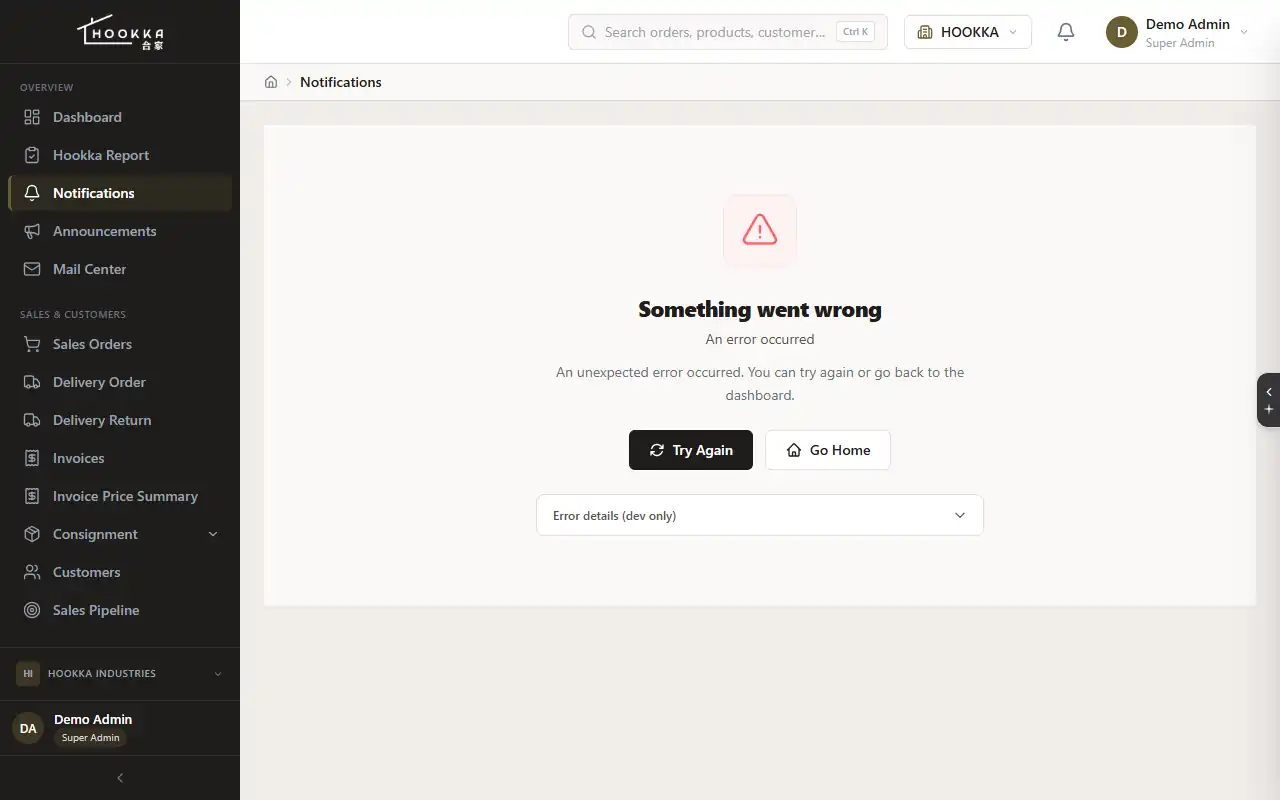 HOOKKA
合家
Search orders, products, customer...
Ctrl K
HOOKKA
D
Demo Admin
Super Admin
Notifications
OVERVIEW
Dashboard
Hookka Report
Notifications
Announcements
Mail Center
SALES & CUSTOMERS
Sales Orders
Delivery Order
Delivery Return
Invoices
Invoice Price Summary
Consignment
Customers
Sales Pipeline
HI
HOOKKA INDUSTRIES
DA
Demo Admin
Super Admin
Something went wrong
An error occurred
An unexpected error occurred. You can try again or go back to the
dashboard.
Try Again
Go Home
Error details (dev only)